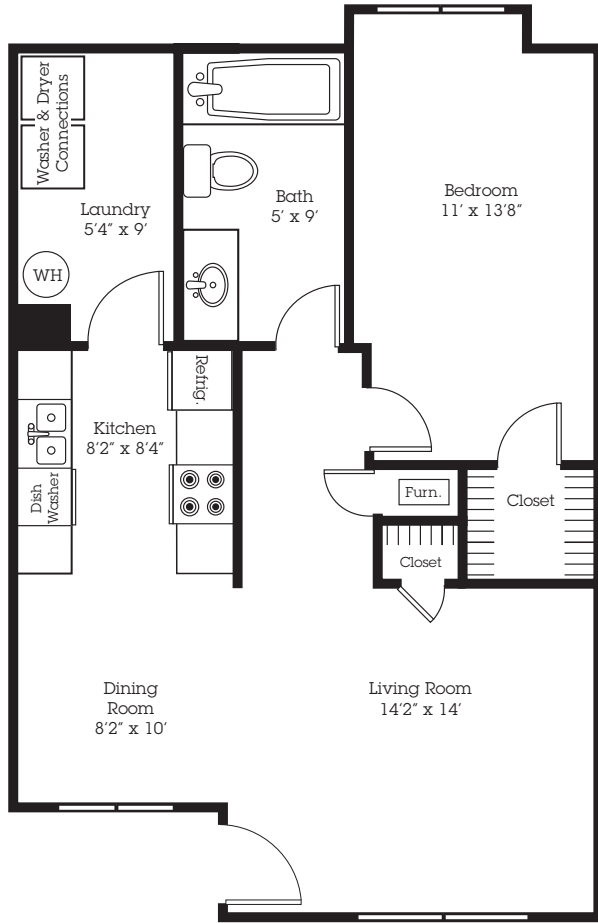 Washer & Dryer
Connections
Laundry
5'4" x 9'
WH
Bath
5' x 9'
Bedroom
11' x 13'8"
Refrig.
Kitchen
8'2" x 8'4"
Dish
Washer
Furn.
Closet
Closet
Dining
Room
8'2" x 10'
Living Room
14'2" x 14'